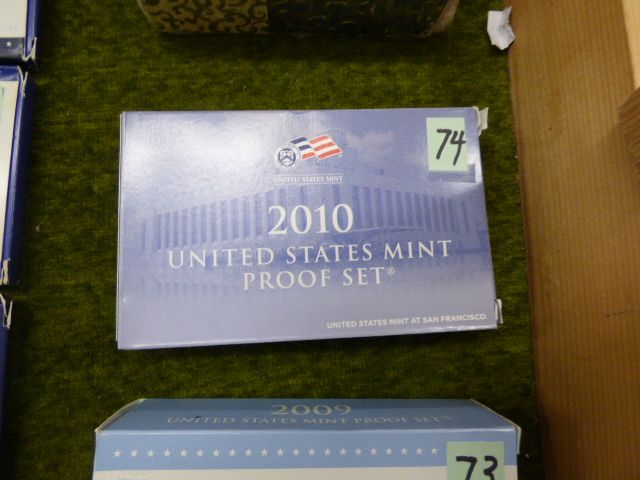 74
UNITED STATES MINT
2010
UNITED STATES MINT
PROOF SET®
UNITED STATES MINT AT SAN FRANCISCO
2009
UNITED STATES MINT PROOF SET®
73